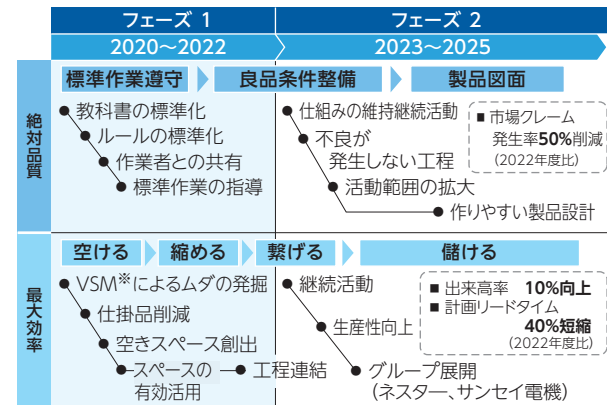 フェーズ 1
フェーズ 2
2020～2022
2023～2025
絶対品質
標準作業遵守
良品条件整備
製品図面
● 教科書の標準化
● ルールの標準化
● 作業者との共有
● 標準作業の指導
● 仕組みの維持継続活動
● 不良が
発生しない工程
● 活動範囲の拡大
● 作りやすい製品設計
■ 市場クレーム
発生率50%削減
(2022年度比)
最大効率
空ける
縮める
繋げる
儲ける
● VSM※によるムダの発掘
● 仕掛品削減
● 空きスペース創出
● スペースの
有効活用
● 工程連結
● 継続活動
● 生産性向上
● グループ展開
(ネスター、サンセイ電機)
■ 出来高率 10%向上
■ 計画リードタイム
40%短縮
(2022年度比)